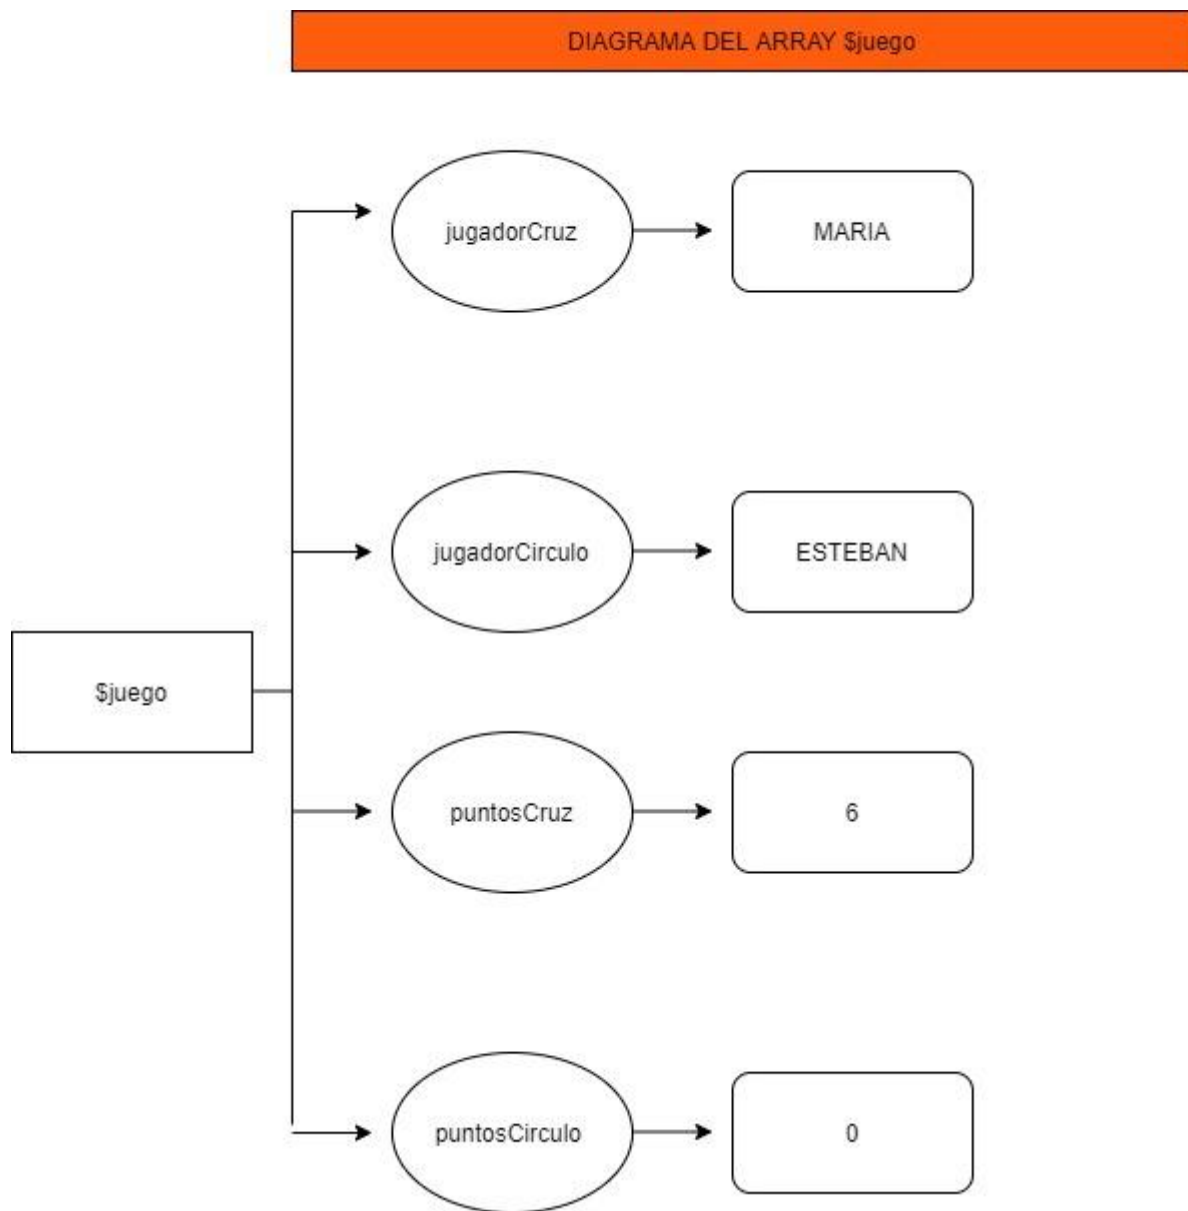 DIAGRAMA DEL ARRAY $juego
jugadorCruz
MARIA
jugadorCirculo
ESTEBAN
$juego
puntosCruz
6
puntosCirculo
0